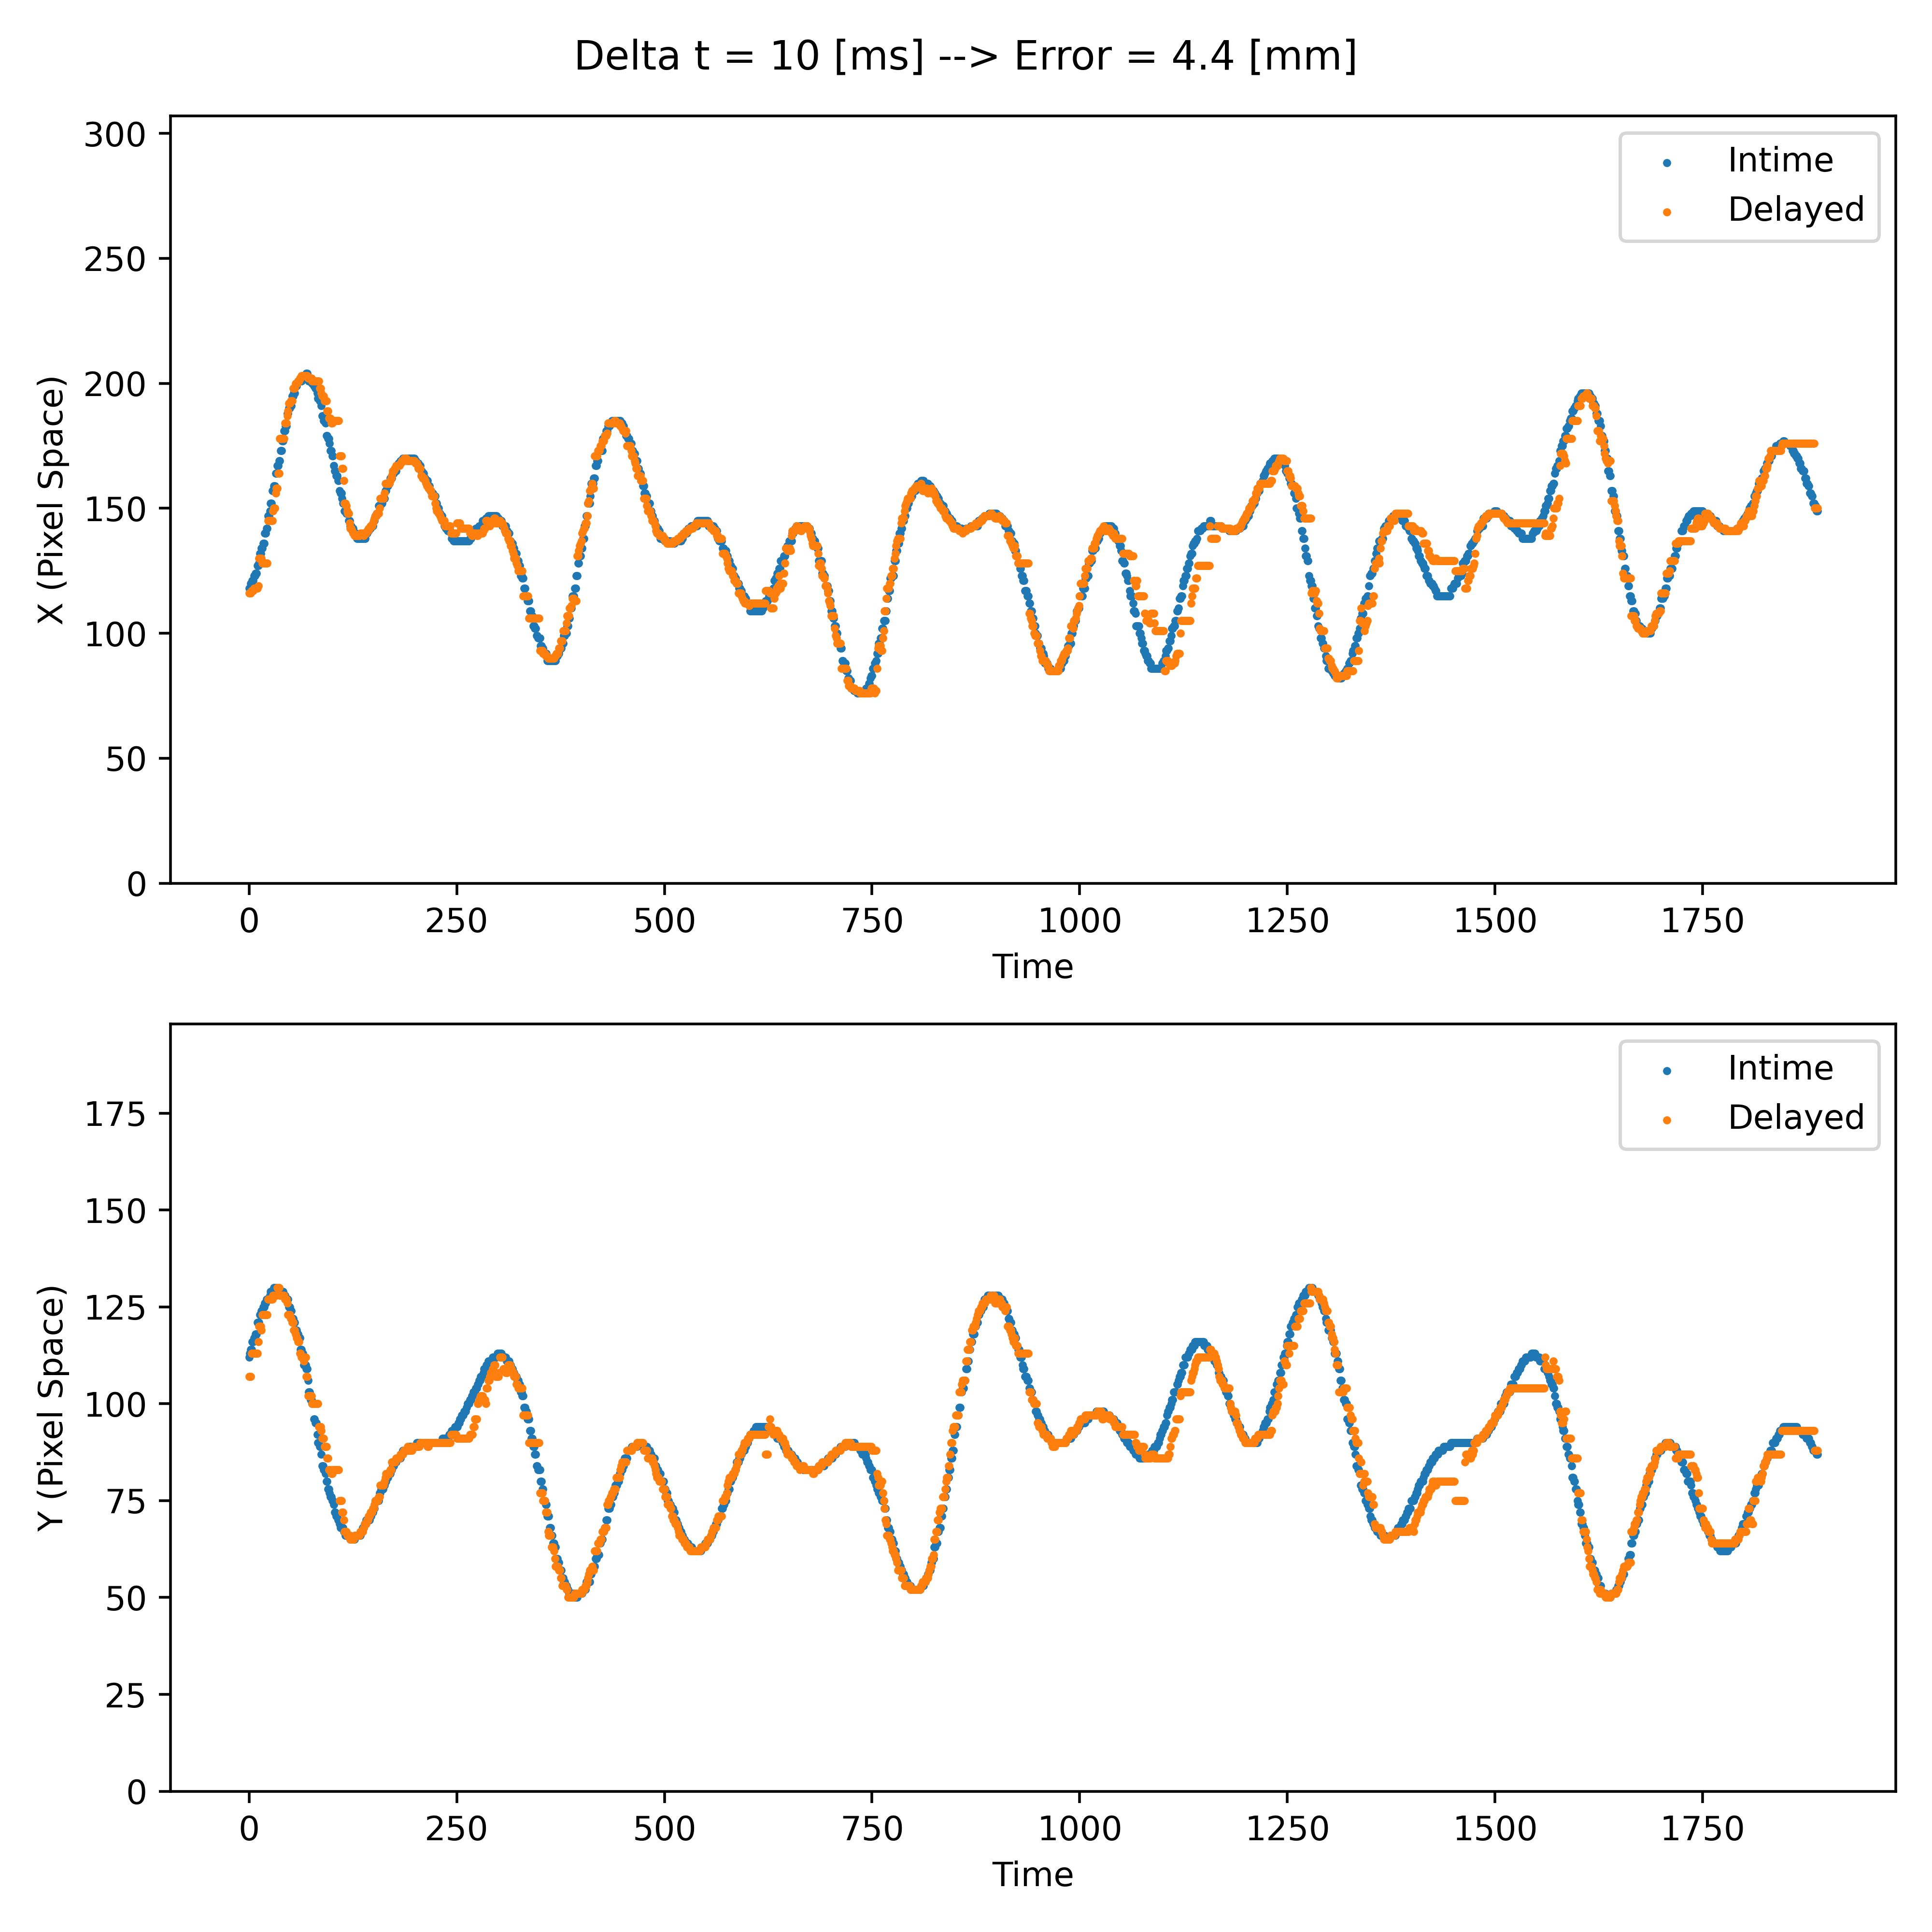 Delta t = 10 [ms] --> Error = 4.4 [mm]
300
250
200
150
100
50
0
X (Pixel Space)
Intime
Delayed
0 250 500 750 1000 1250 1500 1750
Time
175
150
125
100
75
50
25
0
Y (Pixel Space)
Intime
Delayed
0 250 500 750 1000 1250 1500 1750
Time